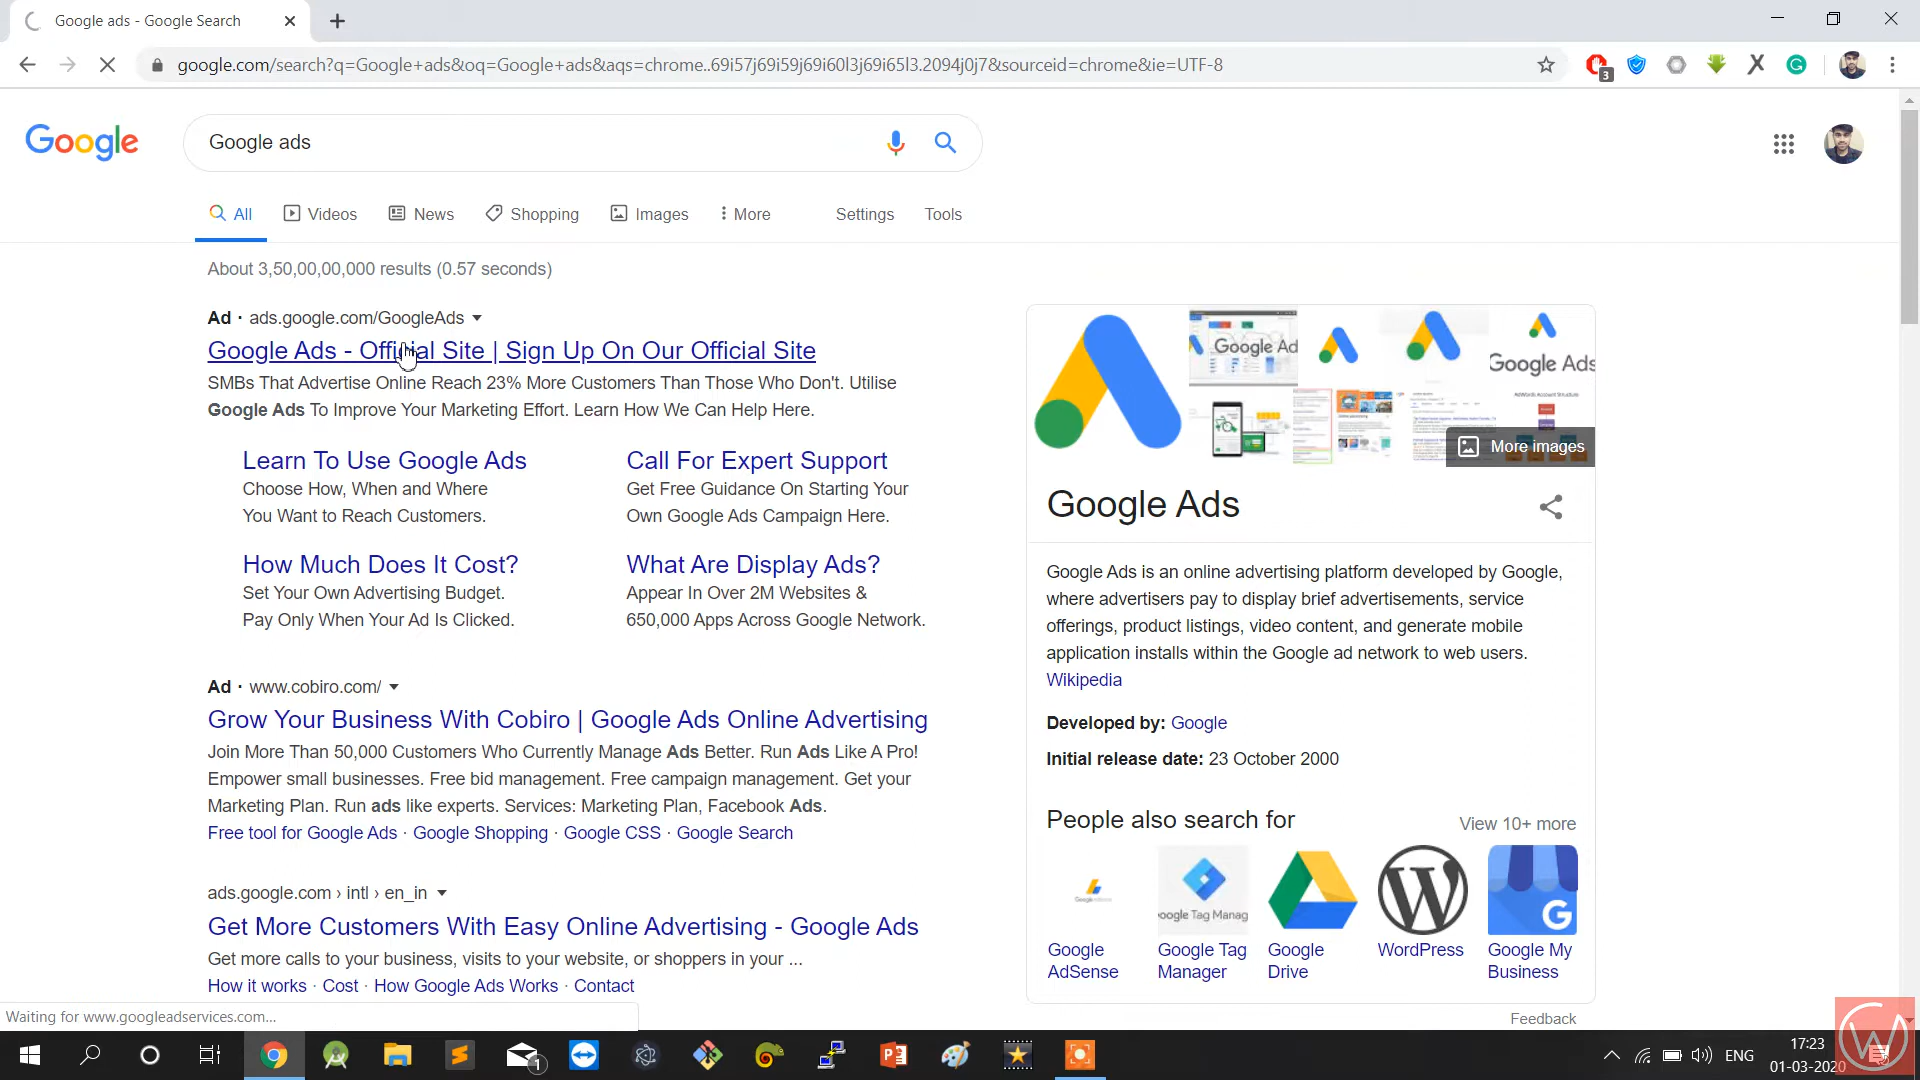 Google ads - Google Search
google.com/search?q=Google+ads&oq=Google+ads&aqs=chrome..69i57j69i59j69i60l3j69i65l3.2094j0j7&sourceid=chrome&ie=UTF-8
3
Google
Google ads
All
Videos
News
Shopping
Images
More
Settings
Tools
About 3,50,00,00,000 results (0.57 seconds)
Ad · ads.google.com/GoogleAds
Google Ads - Official Site | Sign Up On Our Official Site
SMBs That Advertise Online Reach 23% More Customers Than Those Who Don't. Utilise
Google Ads To Improve Your Marketing Effort. Learn How We Can Help Here.
Learn To Use Google Ads
Choose How, When and Where
You Want to Reach Customers.
Call For Expert Support
Get Free Guidance On Starting Your
Own Google Ads Campaign Here.
How Much Does It Cost?
Set Your Own Advertising Budget.
Pay Only When Your Ad Is Clicked.
What Are Display Ads?
Appear In Over 2M Websites &
650,000 Apps Across Google Network.
Ad · www.cobiro.com/
Grow Your Business With Cobiro | Google Ads Online Advertising
Join More Than 50,000 Customers Who Currently Manage Ads Better. Run Ads Like A Pro!
Empower small businesses. Free bid management. Free campaign management. Get your
Marketing Plan. Run ads like experts. Services: Marketing Plan, Facebook Ads.
Free tool for Google Ads · Google Shopping · Google CSS · Google Search
ads.google.com › intl › en_in
Get More Customers With Easy Online Advertising - Google Ads
Get more calls to your business, visits to your website, or shoppers in your ...
How it works · Cost · How Google Ads Works · Contact
Google Ad
Google Ads
AdWords Account Structure
More images
Google Ads
Google Ads is an online advertising platform developed by Google,
where advertisers pay to display brief advertisements, service
offerings, product listings, video content, and generate mobile
application installs within the Google ad network to web users.
Wikipedia
Developed by: Google
Initial release date: 23 October 2000
People also search for
View 10+ more
oogle Tag Manag
G
Google
AdSense
Google Tag
Manager
Google
Drive
WordPress
Google My
Business
Feedback
Waiting for www.googleadservices.com...
1
ENG
17:23
01-03-2020